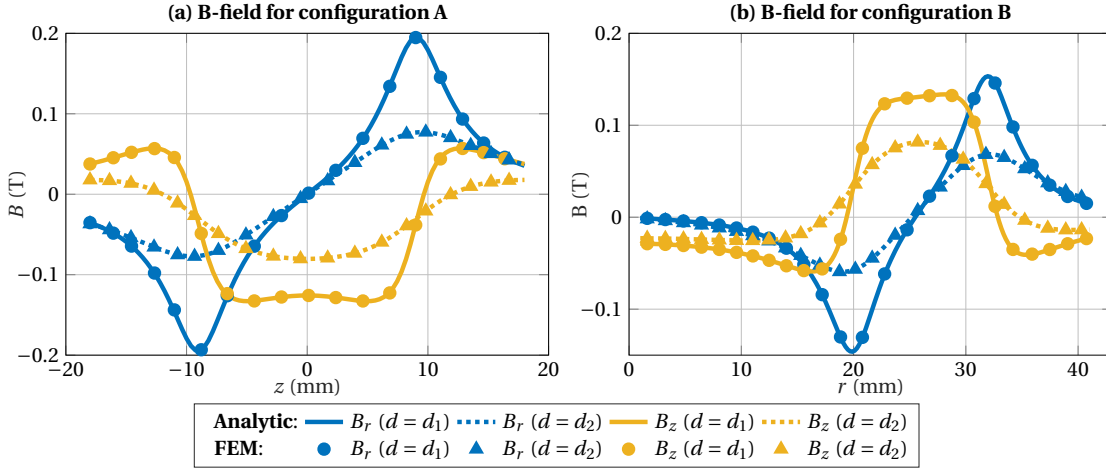 (a) B-field for configuration A
0.2
0.1
0
−0.1
−0.2
B (T)
−20
−10
0
10
20
z (mm)
(b) B-field for configuration B
0.2
0.1
0
−0.1
B (T)
0
10
20
30
40
r (mm)
Analytic: B_r (d = d_1) B_r (d = d_2) B_z (d = d_1) B_z (d = d_2)
FEM: B_r (d = d_1) B_r (d = d_2) B_z (d = d_1) B_z (d = d_2)